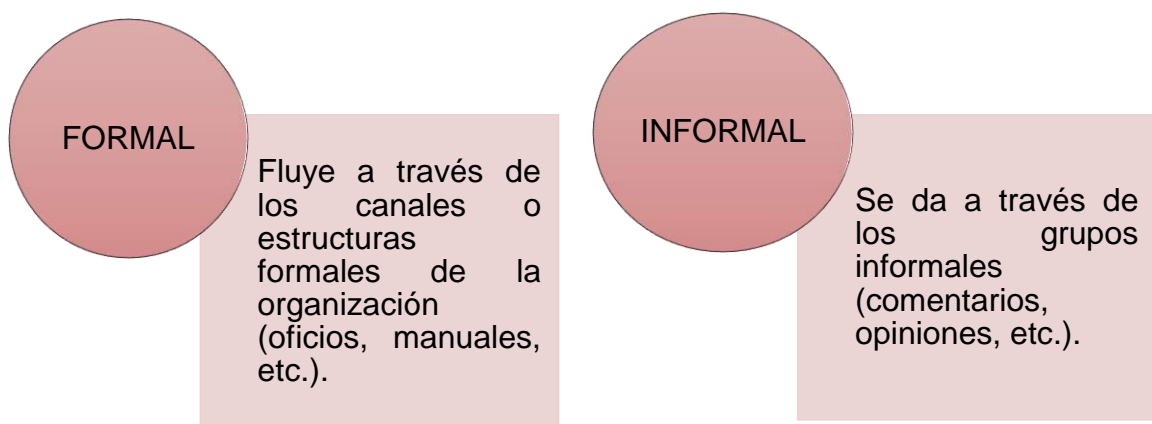 FORMAL
Fluye a través de
los canales o
estructuras
formales de la
organización
(oficios, manuales,
etc.).
INFORMAL
Se da a través de
los grupos
informales
(comentarios,
opiniones, etc.).